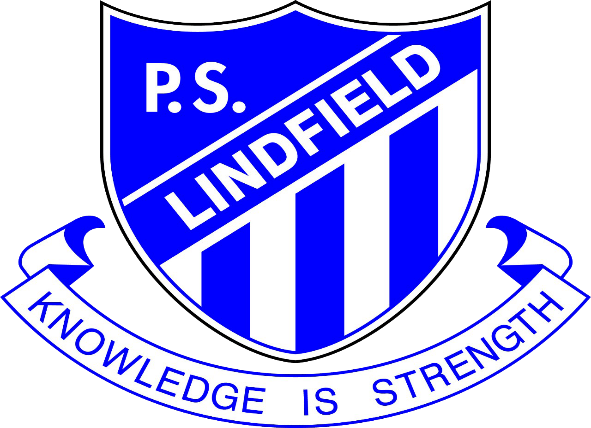 P.S.
LINDFIELD
KNOWLEDGE IS STRENGTH